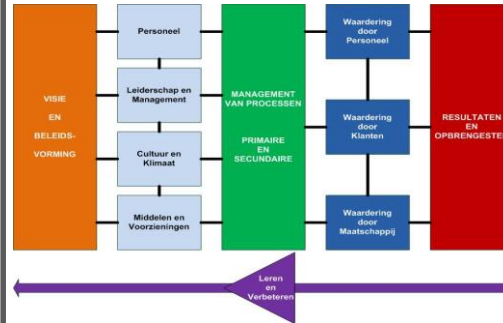 VISIE
EN
BELEIDS-
VORMING
Personeel
Leiderschap en
Management
Cultuur en
Klimaat
Middelen en
Voorzieningen
MANAGEMENT
VAN PROCESSEN
PRIMAIRE
EN
SECUNDAIRE
Waardering
door
Personeel
Waardering
door
Klanten
Waardering
door
Maatschappij
RESULTATEN
EN
OPBRENGESTEN
Leren
en
Verbeteren